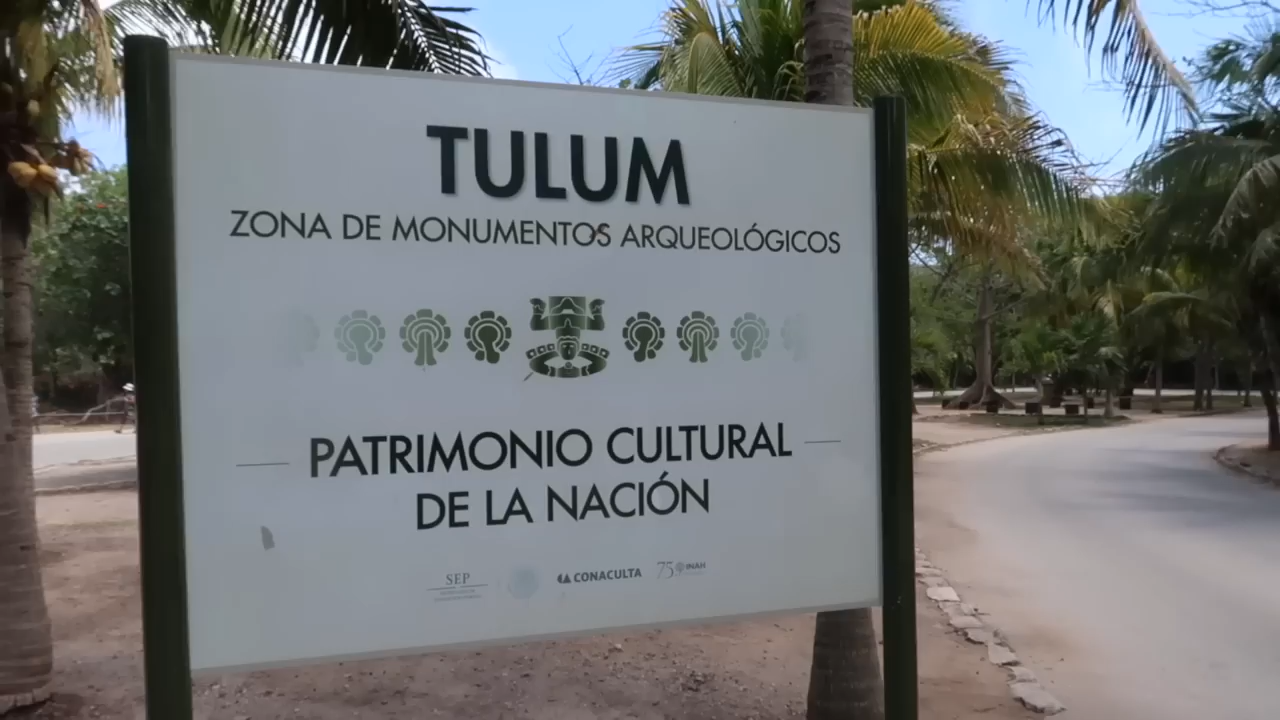 TULUM
ZONA DE MONUMENTOS ARQUEOLÓGICOS
PATRIMONIO CULTURAL
DE LA NACIÓN
SEP
CONACULTA
75 INAH